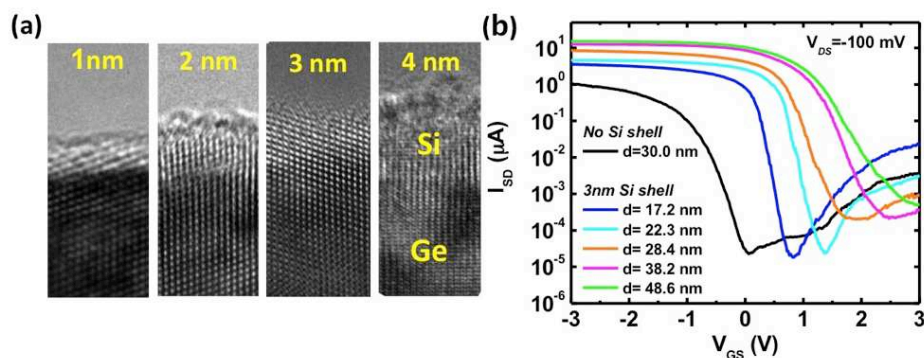 (a)
1nm
2 nm
3 nm
4 nm
Si
Ge
(b)
V_DS=-100 mV
I_SD (μA)
10^1
10^0
10^-1
10^-2
10^-3
10^-4
10^-5
10^-6
No Si shell
d=30.0 nm
3nm Si shell
d= 17.2 nm
d= 22.3 nm
d= 28.4 nm
d= 38.2 nm
d= 48.6 nm
-3 -2 -1 0 1 2 3
V_GS (V)